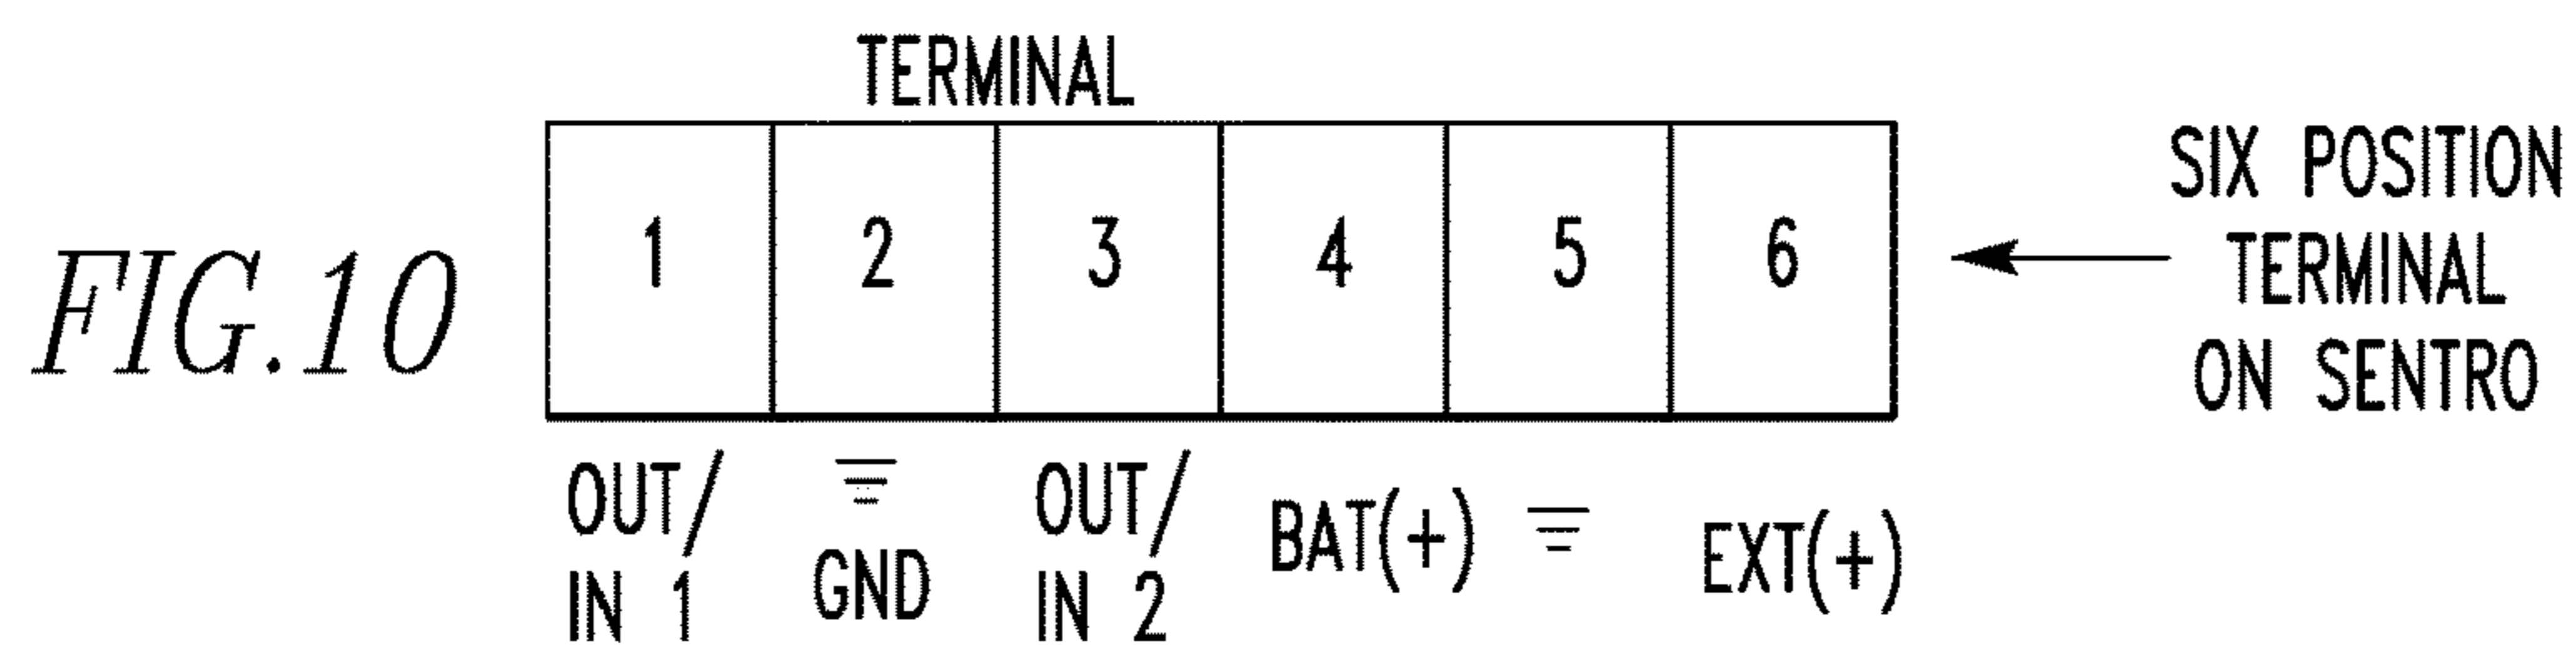 TERMINAL
1 2 3 4 5 6
SIX POSITION
TERMINAL
ON SENTRO
FIG.10
OUT/
IN 1
GND
OUT/
IN 2
BAT(+)
EXT(+)